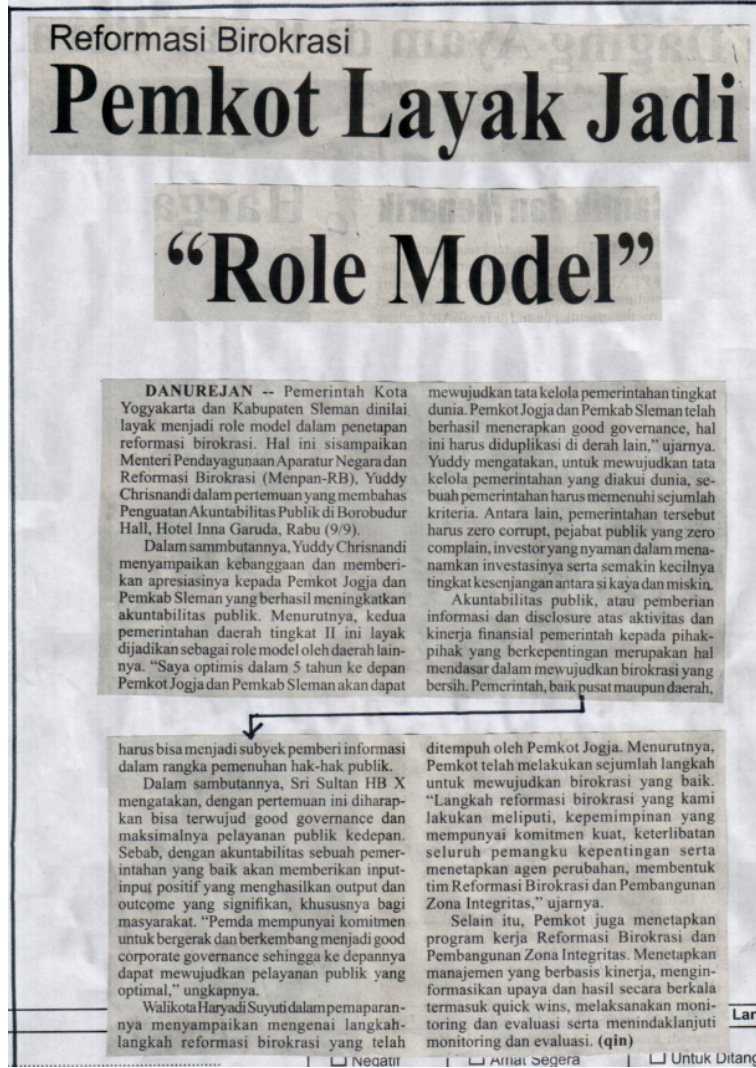 Reformasi Birokrasi
Pemkot Layak Jadi
“Role Model”
DANUREJAN -- Pemerintah Kota
Yogyakarta dan Kabupaten Sleman dinilai
layak menjadi role model dalam penetapan
reformasi birokrasi. Hal ini sisampaikan
Menteri Pendayagunaan Aparatur Negara dan
Reformasi Birokrasi (Menpan-RB), Yuddy
Chrisnandi dalam pertemuan yang membahas
Penguatan Akuntabilitas Publik di Borobudur
Hall, Hotel Inna Garuda, Rabu (9/9).
Dalam sammbutannya, Yuddy Chrisnandi
menyampaikan kebanggaan dan memberi-
kan apresiasinya kepada Pemkot Jogja dan
Pemkab Sleman yang berhasil meningkatkan
akuntabilitas publik. Menurutnya, kedua
pemerintahan daerah tingkat II ini layak
dijadikan sebagai role model oleh daerah lain-
nya. “Saya optimis dalam 5 tahun ke depan
Pemkot Jogja dan Pemkab Sleman akan dapat
mewujudkan tata kelola pemerintahan tingkat
dunia. Pemkot Jogja dan Pemkab Sleman telah
berhasil menerapkan good governance, hal
ini harus diduplikasi di derah lain,” ujarnya.
Yuddy mengatakan, untuk mewujudkan tata
kelola pemerintahan yang diakui dunia, se-
buah pemerintahan harus memenuhi sejumlah
kriteria. Antara lain, pemerintahan tersebut
harus zero corrupt, pejabat publik yang zero
complain, investor yang nyaman dalam mena-
namkan investasinya serta semakin kecilnya
tingkat kesenjangan antara si kaya dan miskin.
Akuntabilitas publik, atau pemberian
informasi dan disclosure atas aktivitas dan
kinerja finansial pemerintah kepada pihak-
pihak yang berkepentingan merupakan hal
mendasar dalam mewujudkan birokrasi yang
bersih. Pemerintah, baik pusat maupun daerah,
harus bisa menjadi subyek pemberi informasi
dalam rangka pemenuhan hak-hak publik.
Dalam sambutannya, Sri Sultan HB X
mengatakan, dengan pertemuan ini diharap-
kan bisa terwujud good governance dan
maksimalnya pelayanan publik kedepan.
Sebab, dengan akuntabilitas sebuah pemer-
intahan yang baik akan memberikan input-
input positif yang menghasilkan output dan
outcome yang signifikan, khususnya bagi
masyarakat. “Pemda mempunyai komitmen
untuk bergerak dan berkembang menjadi good
corporate governance sehingga ke depannya
dapat mewujudkan pelayanan publik yang
optimal,” ungkapnya.
Walikota Haryadi Suyuti dalam pemaparan-
nya menyampaikan mengenai langkah-
langkah reformasi birokrasi yang telah
ditempuh oleh Pemkot Jogja. Menurutnya,
Pemkot telah melakukan sejumlah langkah
untuk mewujudkan birokrasi yang baik.
“Langkah reformasi birokrasi yang kami
lakukan meliputi, kepemimpinan yang
mempunyai komitmen kuat, keterlibatan
seluruh pemangku kepentingan serta
menetapkan agen perubahan, membentuk
tim Reformasi Birokrasi dan Pembangunan
Zona Integritas,” ujarnya.
Selain itu, Pemkot juga menetapkan
program kerja Reformasi Birokrasi dan
Pembangunan Zona Integritas. Menetapkan
manajemen yang berbasis kinerja, mengin-
formasikan upaya dan hasil secara berkala
termasuk quick wins, melaksanakan moni-
toring dan evaluasi serta menindaklanjuti
monitoring dan evaluasi. (qin)
Lan
Negatif
Amat Segera
Untuk Ditang